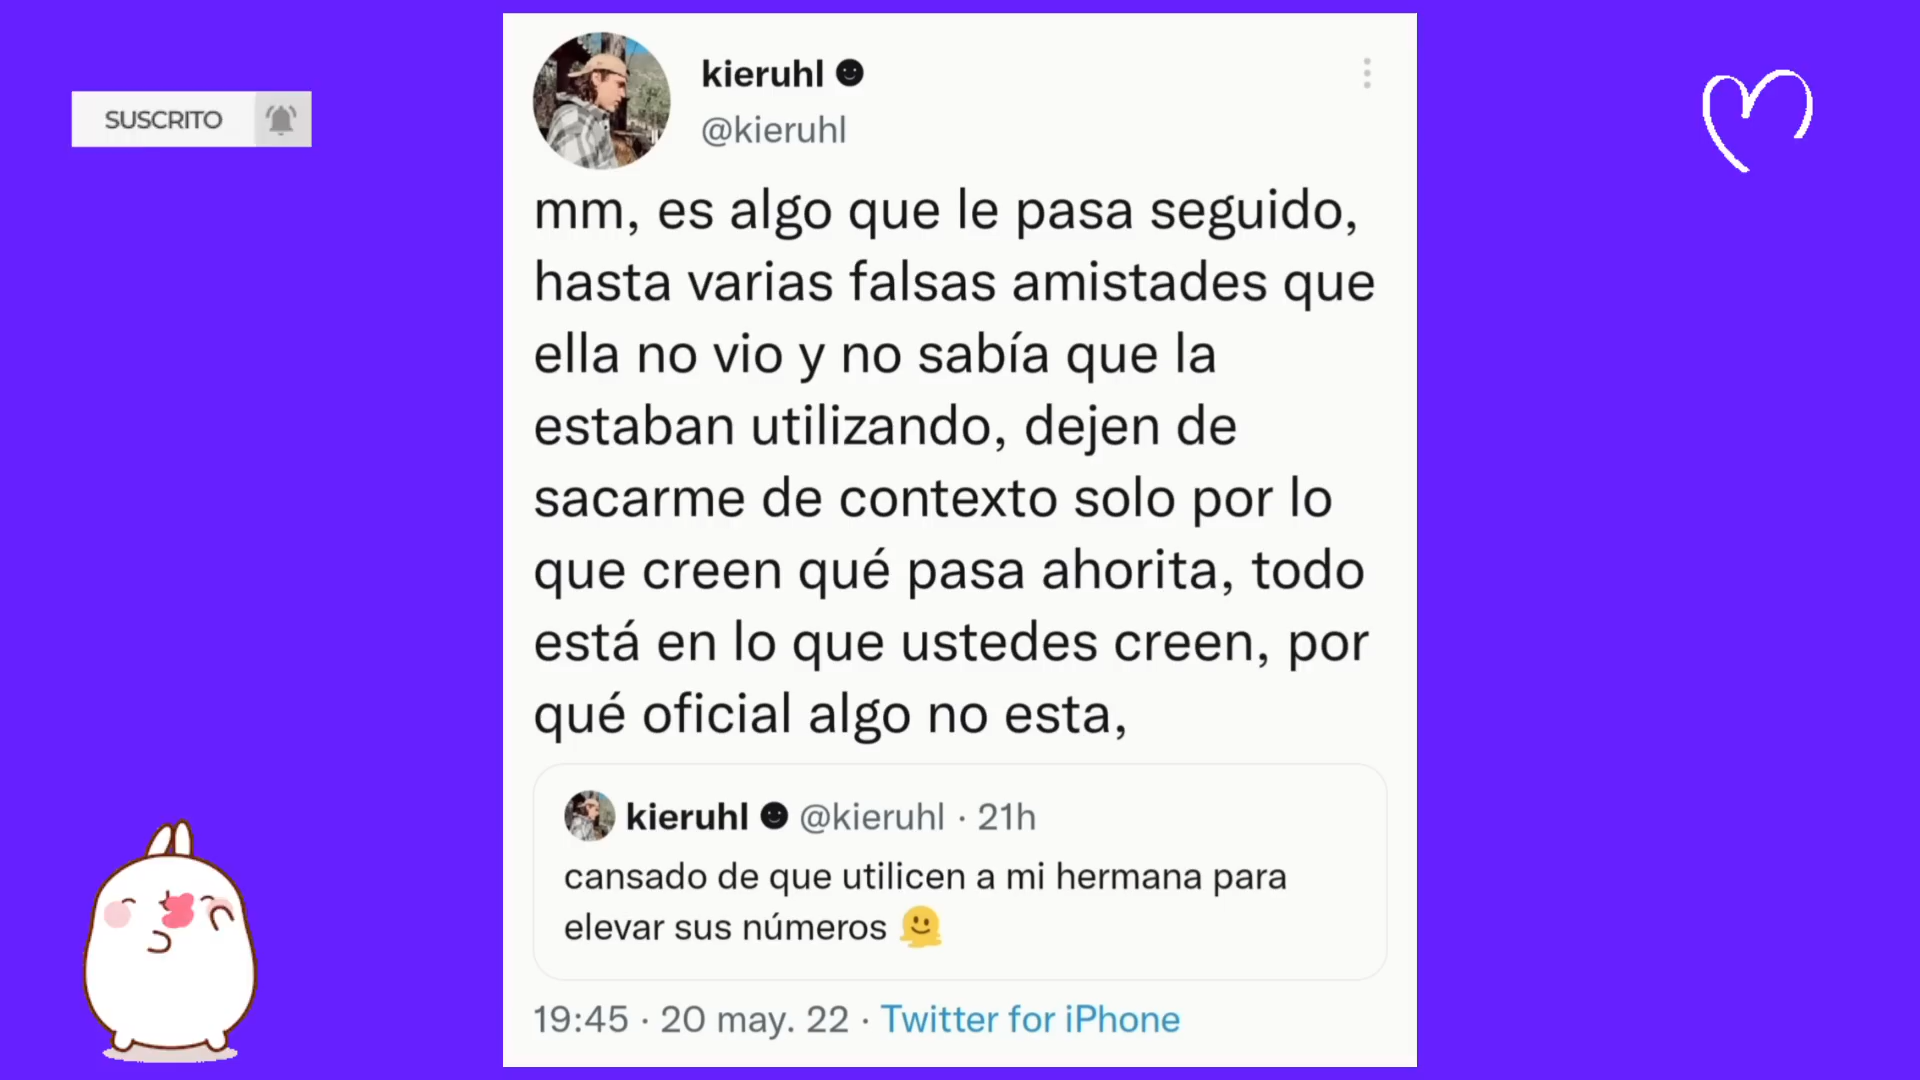 SUSCRITO
kieruhl
@kieruhl
mm, es algo que le pasa seguido,
hasta varias falsas amistades que
ella no vio y no sabía que la
estaban utilizando, dejen de
sacarme de contexto solo por lo
que creen qué pasa ahorita, todo
está en lo que ustedes creen, por
qué oficial algo no esta,
kieruhl @kieruhl · 21h
cansado de que utilicen a mi hermana para
elevar sus números 🫠
19:45 · 20 may. 22 · Twitter for iPhone